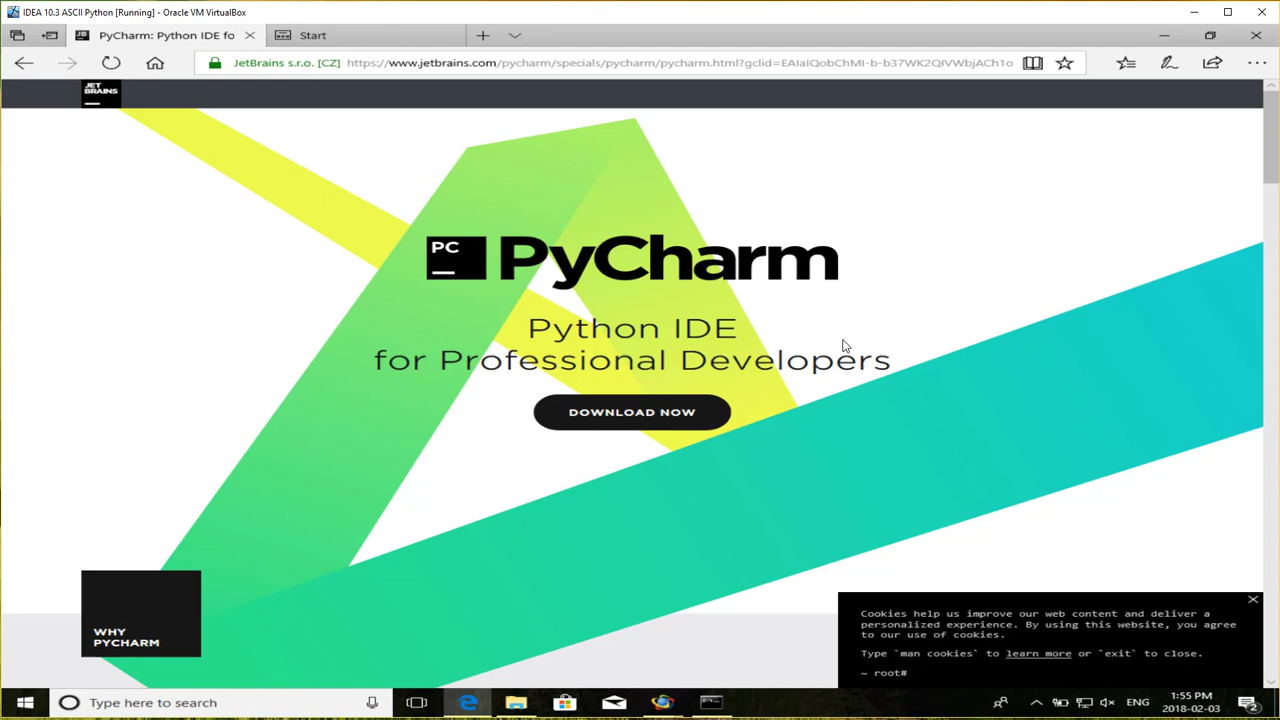 IDEA 10.3 ASCII Python [Running] - Oracle VM VirtualBox
PyCharm: Python IDE fo
Start
JetBrains s.r.o. [CZ] https://www.jetbrains.com/pycharm/specials/pycharm/pycharm.html?gclid=EAIaIQobChMI-b-b37WK2QIVWbjACh1o
JET
BRAINS
PC
PyCharm
Python IDE
for Professional Developers
DOWNLOAD NOW
WHY
PYCHARM
Cookies help us improve our web content and deliver a
personalized experience. By using this website, you agree
to our use of cookies.
Type `man cookies` to learn more or `exit` to close.
~ root#
Type here to search
ENG
1:55 PM
2018-02-03
2